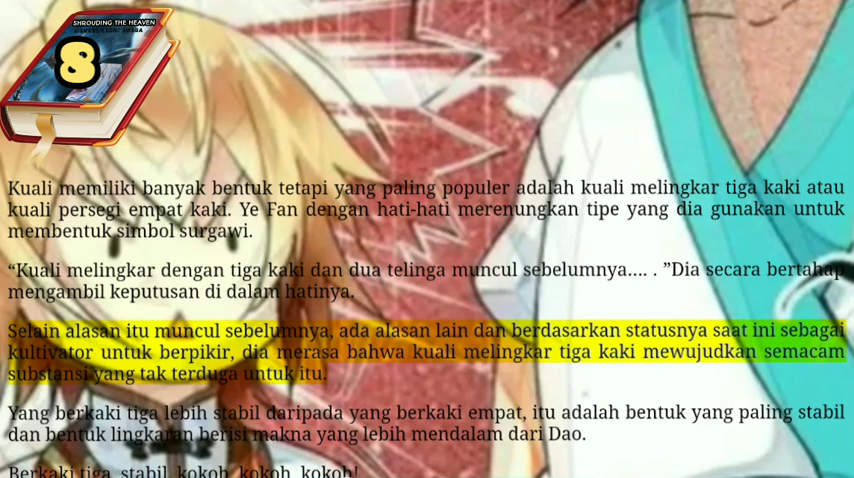 SHROUDING THE HEAVEN
8
Kuali memiliki banyak bentuk tetapi yang paling populer adalah kuali melingkar tiga kaki atau
kuali persegi empat kaki. Ye Fan dengan hati-hati merenungkan tipe yang dia gunakan untuk
membentuk simbol surgawi.
“Kuali melingkar dengan tiga kaki dan dua telinga muncul sebelumnya…. . ”Dia secara bertahap
mengambil keputusan di dalam hatinya.
Selain alasan itu muncul sebelumnya, ada alasan lain dan berdasarkan statusnya saat ini sebagai
kultivator untuk berpikir, dia merasa bahwa kuali melingkar tiga kaki mewujudkan semacam
substansi yang tak terduga untuk itu.
Yang berkaki tiga lebih stabil daripada yang berkaki empat, itu adalah bentuk yang paling stabil
dan bentuk lingkaran berisi makna yang lebih mendalam dari Dao.
Berkaki tiga, stabil, kokoh, kokoh, kokoh!